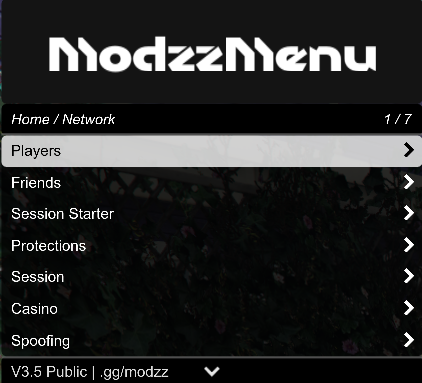 ModzzMenu
Home / Network 1 / 7
Players
Friends
Session Starter
Protections
Session
Casino
Spoofing
V3.5 Public | .gg/modzz